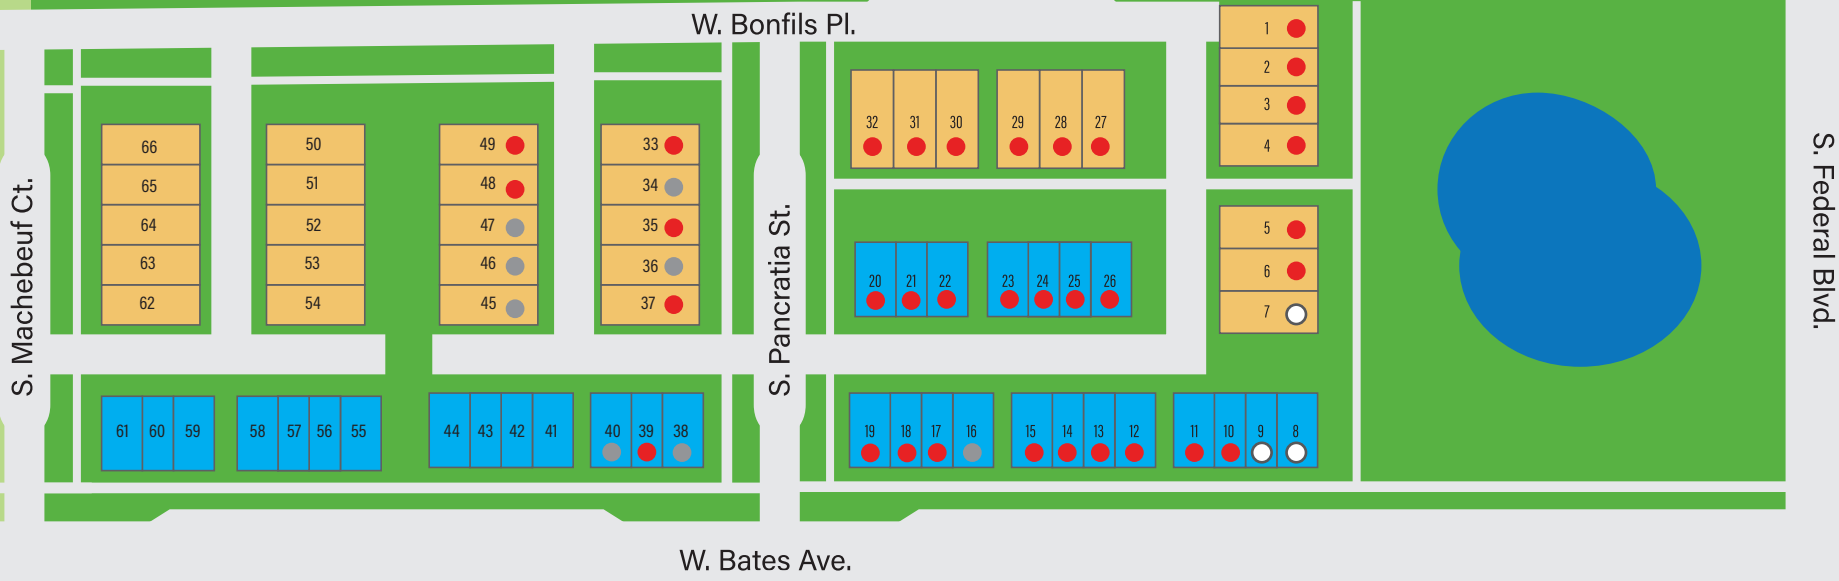 W. Bonfils Pl.
S. Machebeuf Ct.
S. Pancratia St.
S. Federal Blvd.
W. Bates Ave.
1
2
3
4
5
6
7
32 31 30 29 28 27
66 50 49 33
65 51 48 34
64 52 47 35
63 53 46 36
62 54 45 37
20 21 22 23 24 25 26
61 60 59 58 57 56 55 44 43 42 41 40 39 38 19 18 17 16 15 14 13 12 11 10 9 8